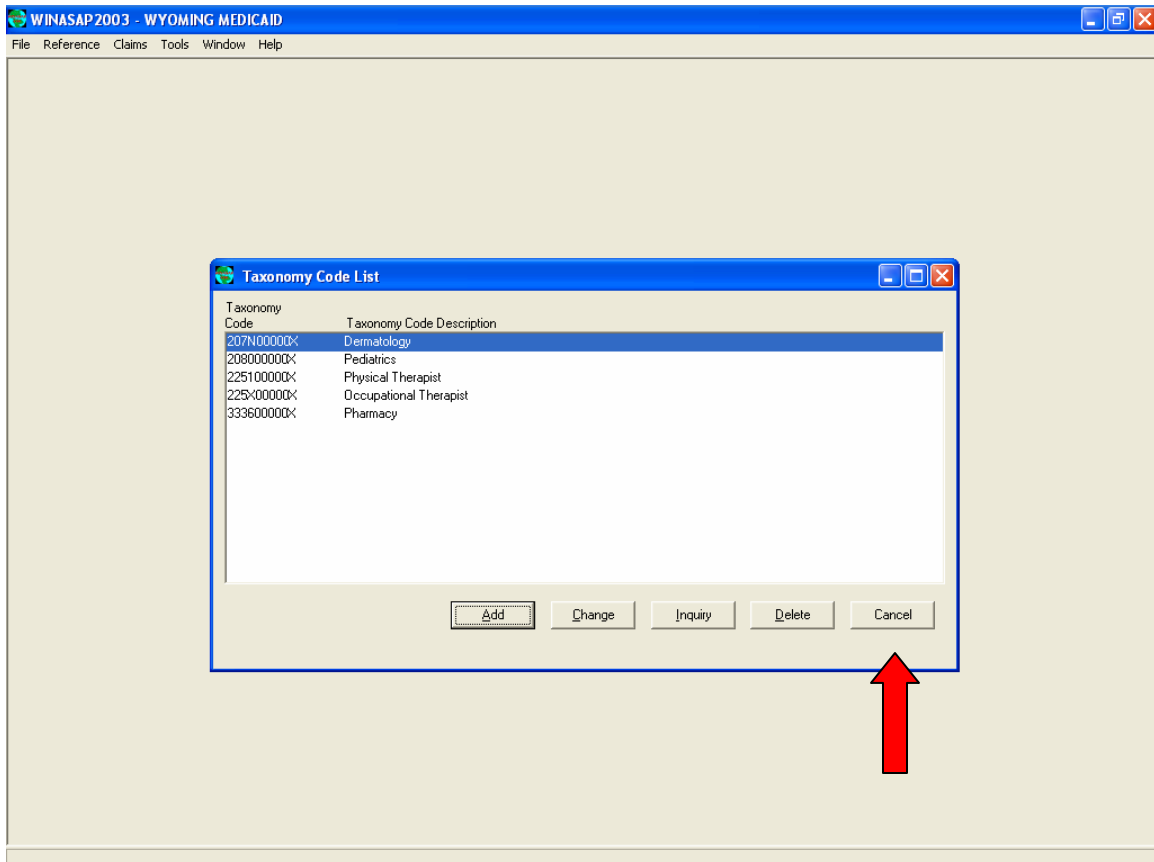 WINASAP2003 - WYOMING MEDICAID
File Reference Claims Tools Window Help
Taxonomy Code List
Taxonomy
Code Taxonomy Code Description
207N00000X Dermatology
208000000X Pediatrics
225100000X Physical Therapist
225X00000X Occupational Therapist
333600000X Pharmacy
Add Change Inquiry Delete Cancel